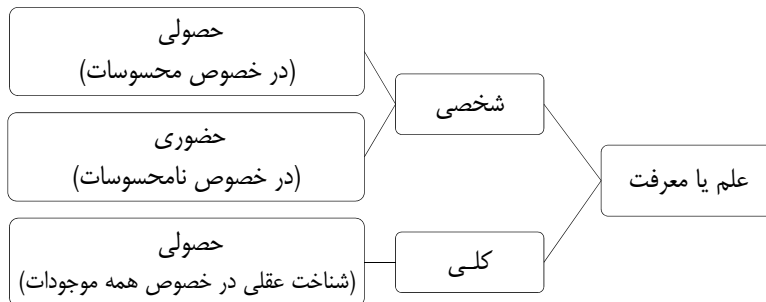 علم یا معرفت
شخصی
حصولی
(در خصوص محسوسات)
حضوری
(در خصوص نامحسوسات)
کلـی
حصولی
(شناخت عقلی در خصوص همه موجودات)